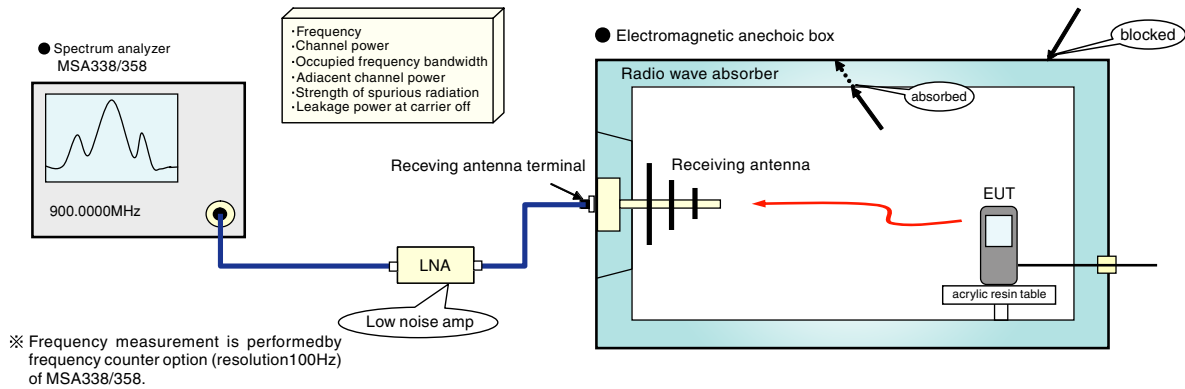 ● Spectrum analyzer
MSA338/358
900.0000MHz
・Frequency
・Channel power
・Occupied frequency bandwidth
・Adiacent channel power
・Strength of spurious radiation
・Leakage power at carrier off
● Electromagnetic anechoic box
blocked
Radio wave absorber
absorbed
Receving antenna terminal
Receiving antenna
EUT
acrylic resin table
LNA
Low noise amp
※ Frequency measurement is performedby
frequency counter option (resolution100Hz)
of MSA338/358.